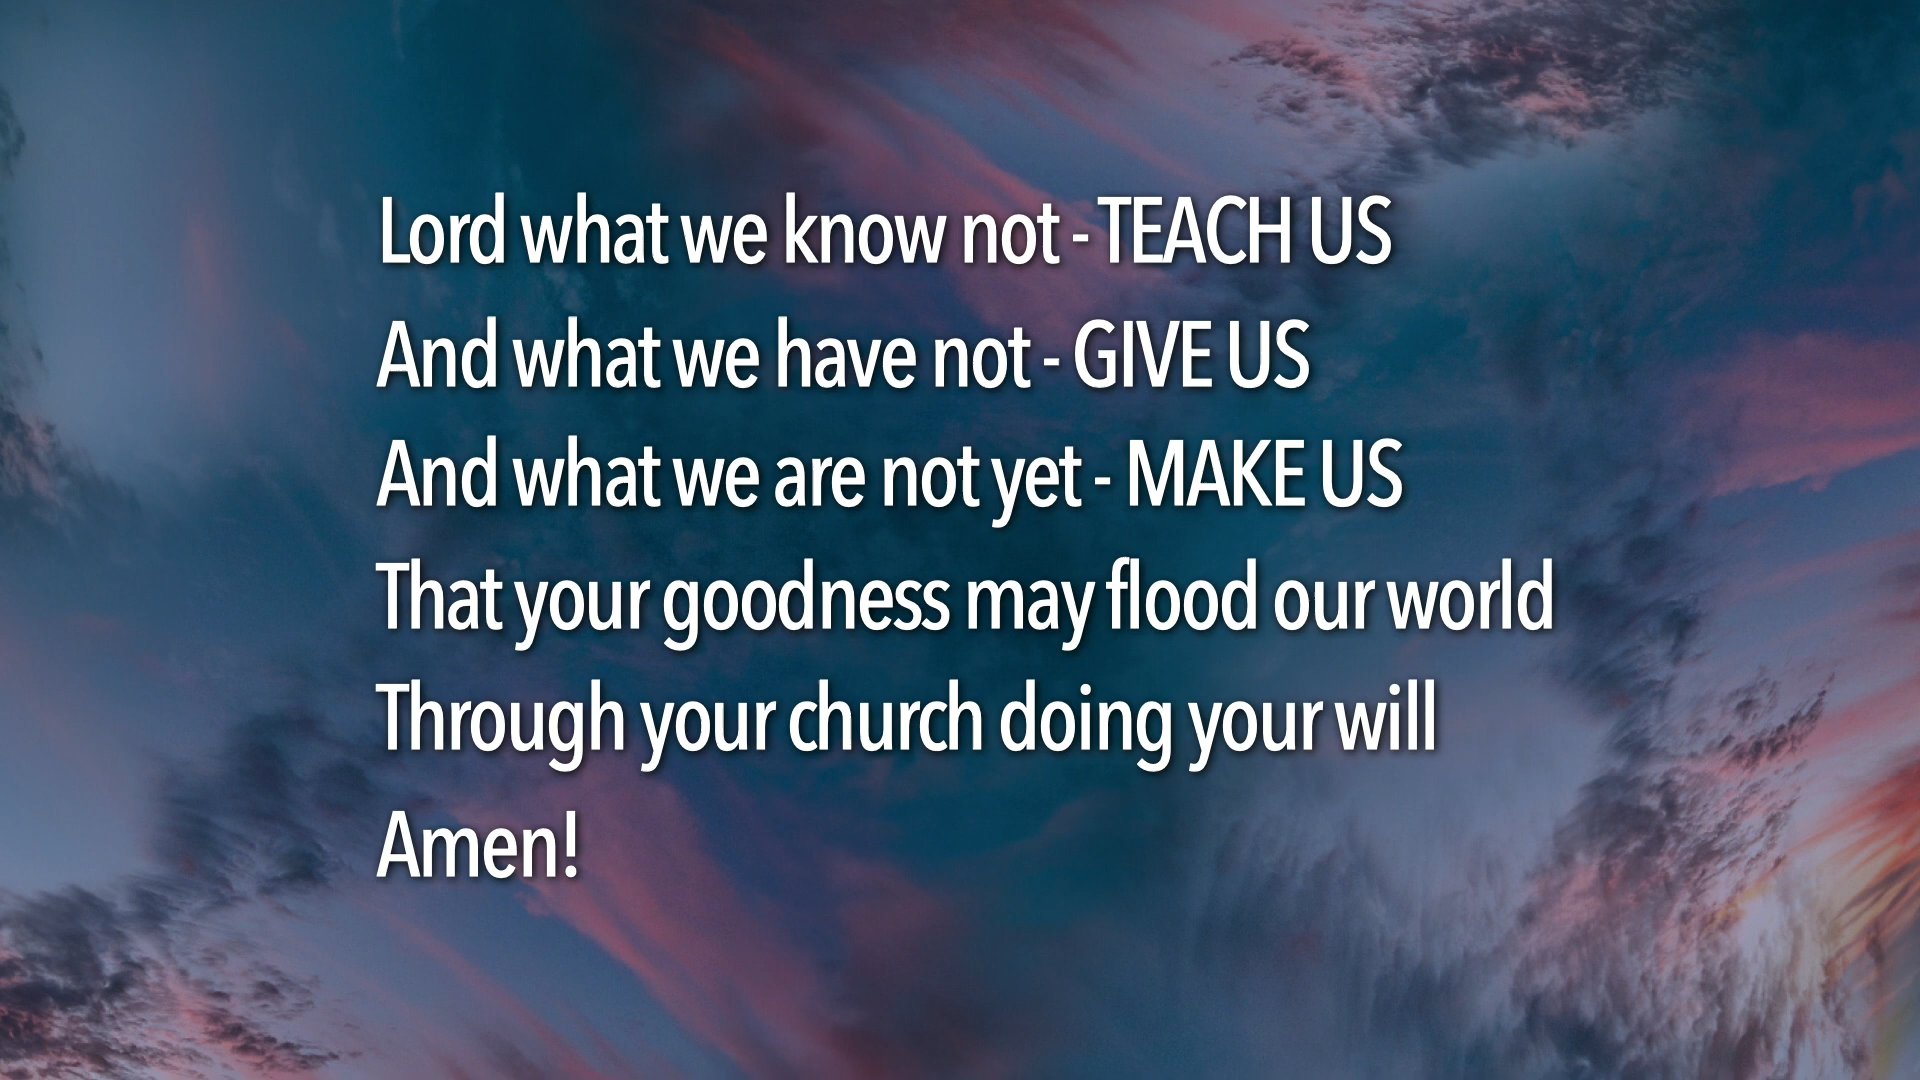 Lord what we know not - TEACH US
And what we have not - GIVE US
And what we are not yet - MAKE US
That your goodness may flood our world
Through your church doing your will
Amen!